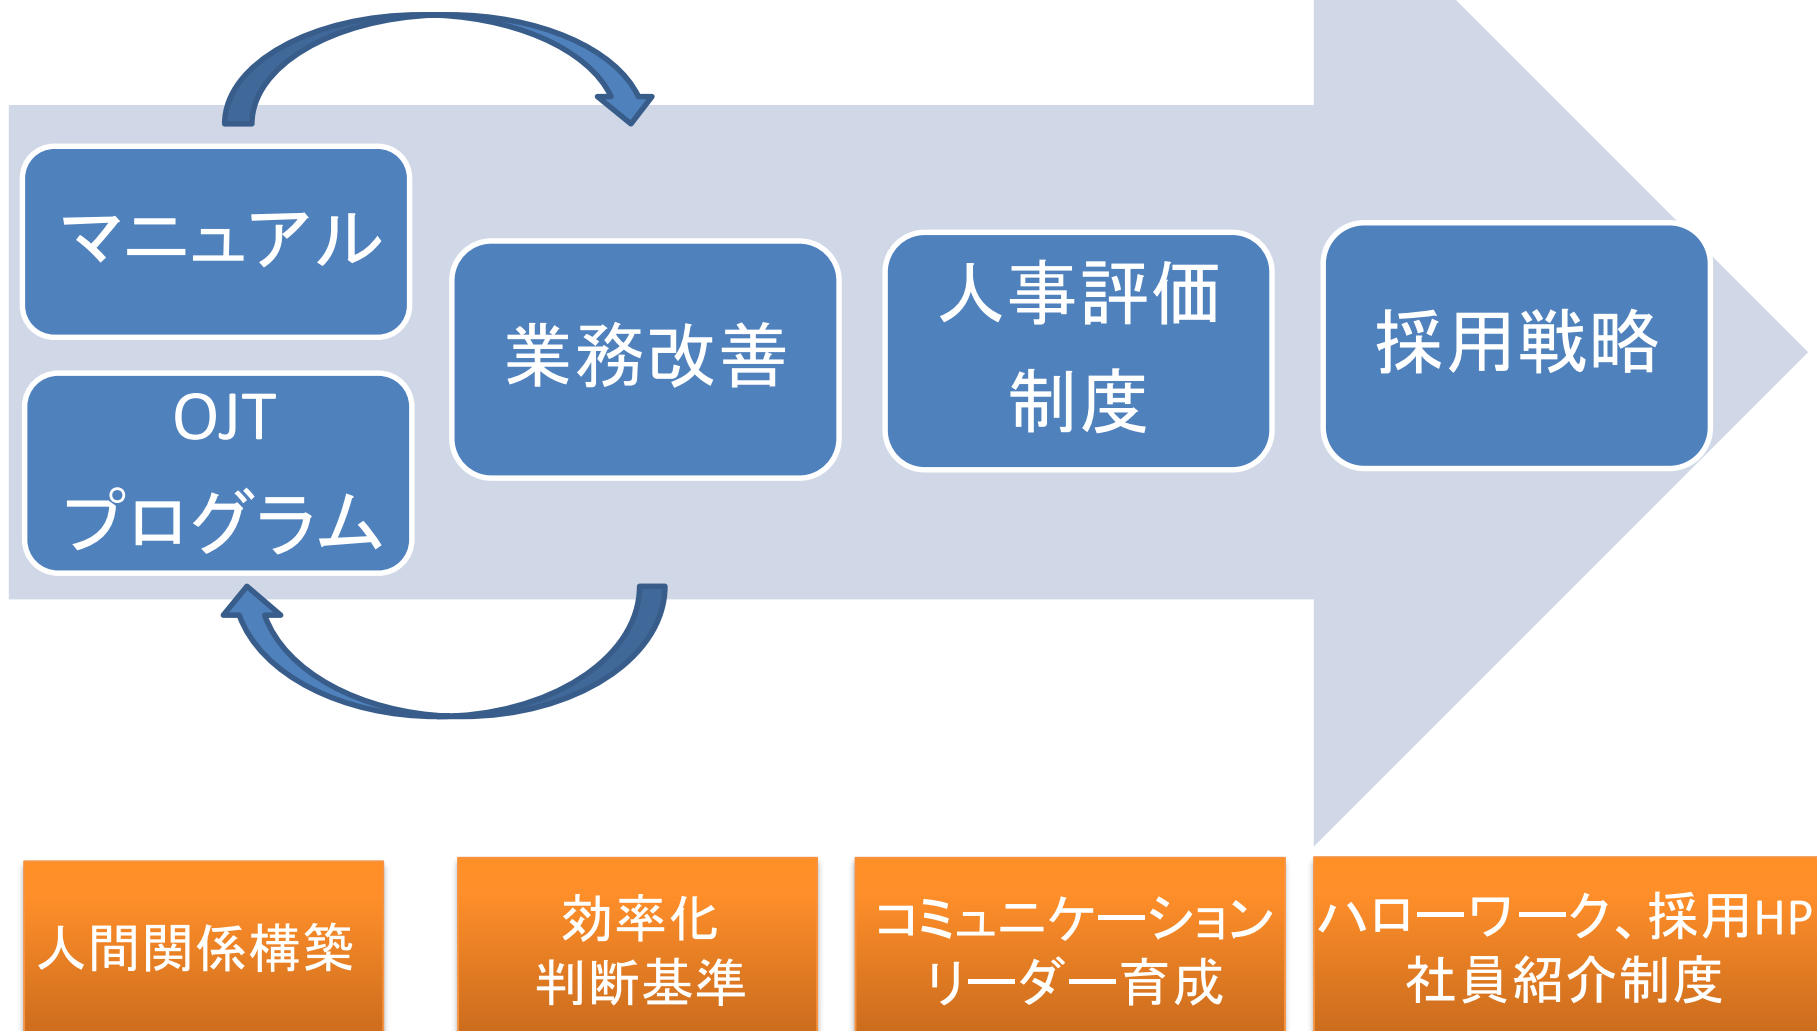 マニュアル
OJT
プログラム
業務改善
人事評価
制度
採用戦略
人間関係構築
効率化
判断基準
コミュニケーション
リーダー育成
ハローワーク、採用HP
社員紹介制度